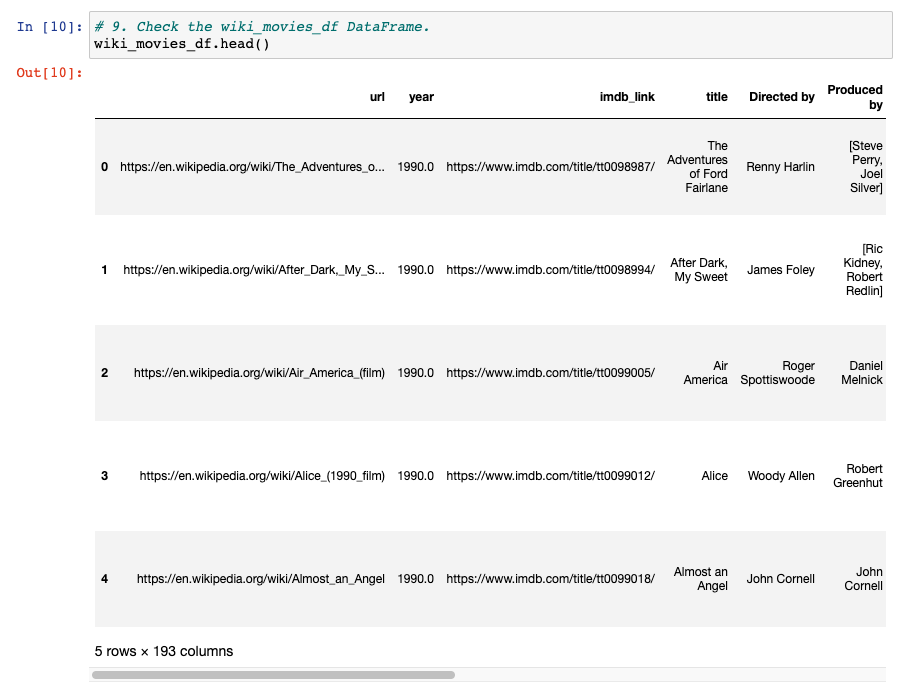 In [10]: # 9. Check the wiki_movies_df DataFrame.
wiki_movies_df.head()
Out[10]:
url year imdb_link title Directed by Produced by
0 https://en.wikipedia.org/wiki/The_Adventures_o... 1990.0 https://www.imdb.com/title/tt0098987/ The Adventures of Ford Fairlane Renny Harlin [Steve Perry, Joel Silver]
1 https://en.wikipedia.org/wiki/After_Dark,_My_S... 1990.0 https://www.imdb.com/title/tt0098994/ After Dark, My Sweet James Foley [Ric Kidney, Robert Redlin]
2 https://en.wikipedia.org/wiki/Air_America_(film) 1990.0 https://www.imdb.com/title/tt0099005/ Air America Roger Spottiswoode Daniel Melnick
3 https://en.wikipedia.org/wiki/Alice_(1990_film) 1990.0 https://www.imdb.com/title/tt0099012/ Alice Woody Allen Robert Greenhut
4 https://en.wikipedia.org/wiki/Almost_an_Angel 1990.0 https://www.imdb.com/title/tt0099018/ Almost an Angel John Cornell John Cornell
5 rows × 193 columns